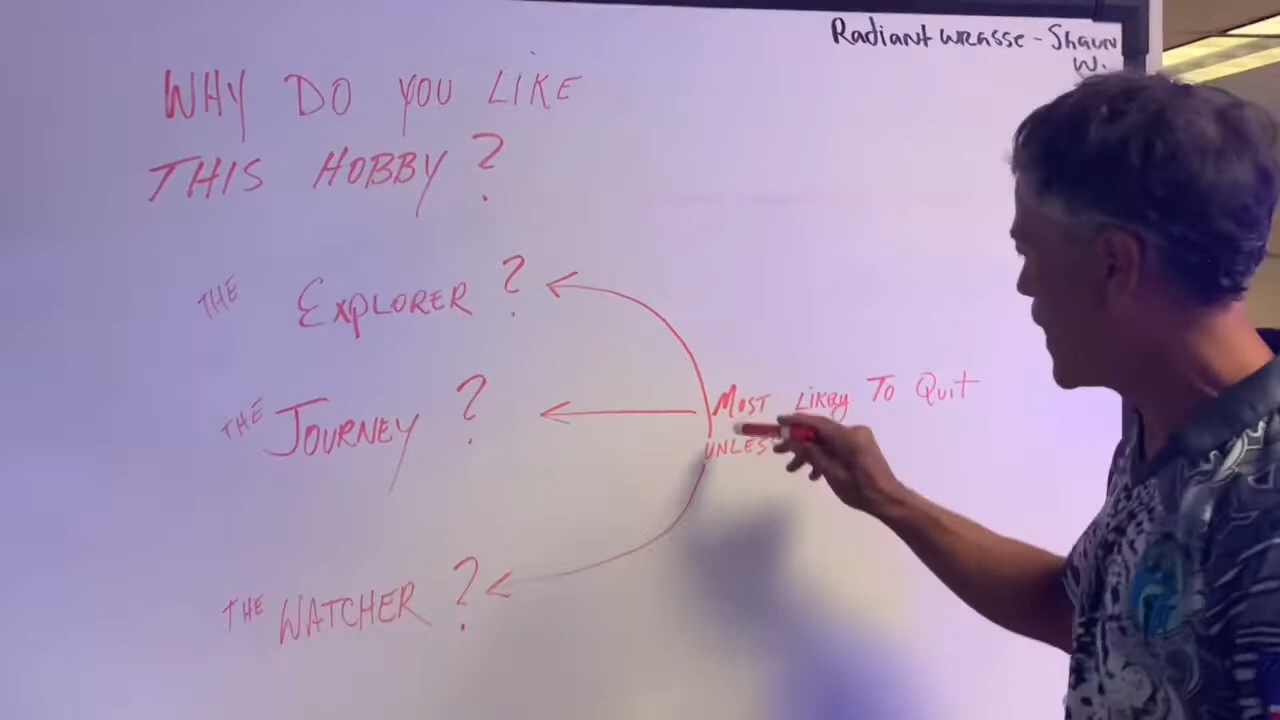 Radiant wrasse - Shaun
W.
WHY DO YOU LIKE
THIS HOBBY?
THE EXPLORER?
THE JOURNEY?
MOST LIKELY TO QUIT
UNLESS
THE WATCHER?